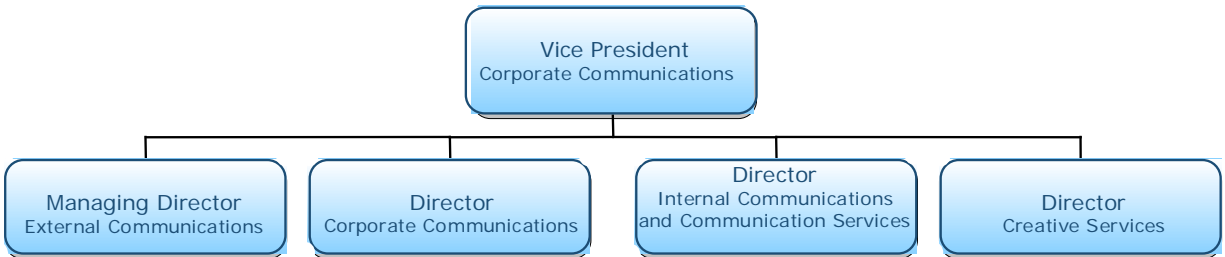 Vice President
Corporate Communications
Managing Director
External Communications
Director
Corporate Communications
Director
Internal Communications
and Communication Services
Director
Creative Services